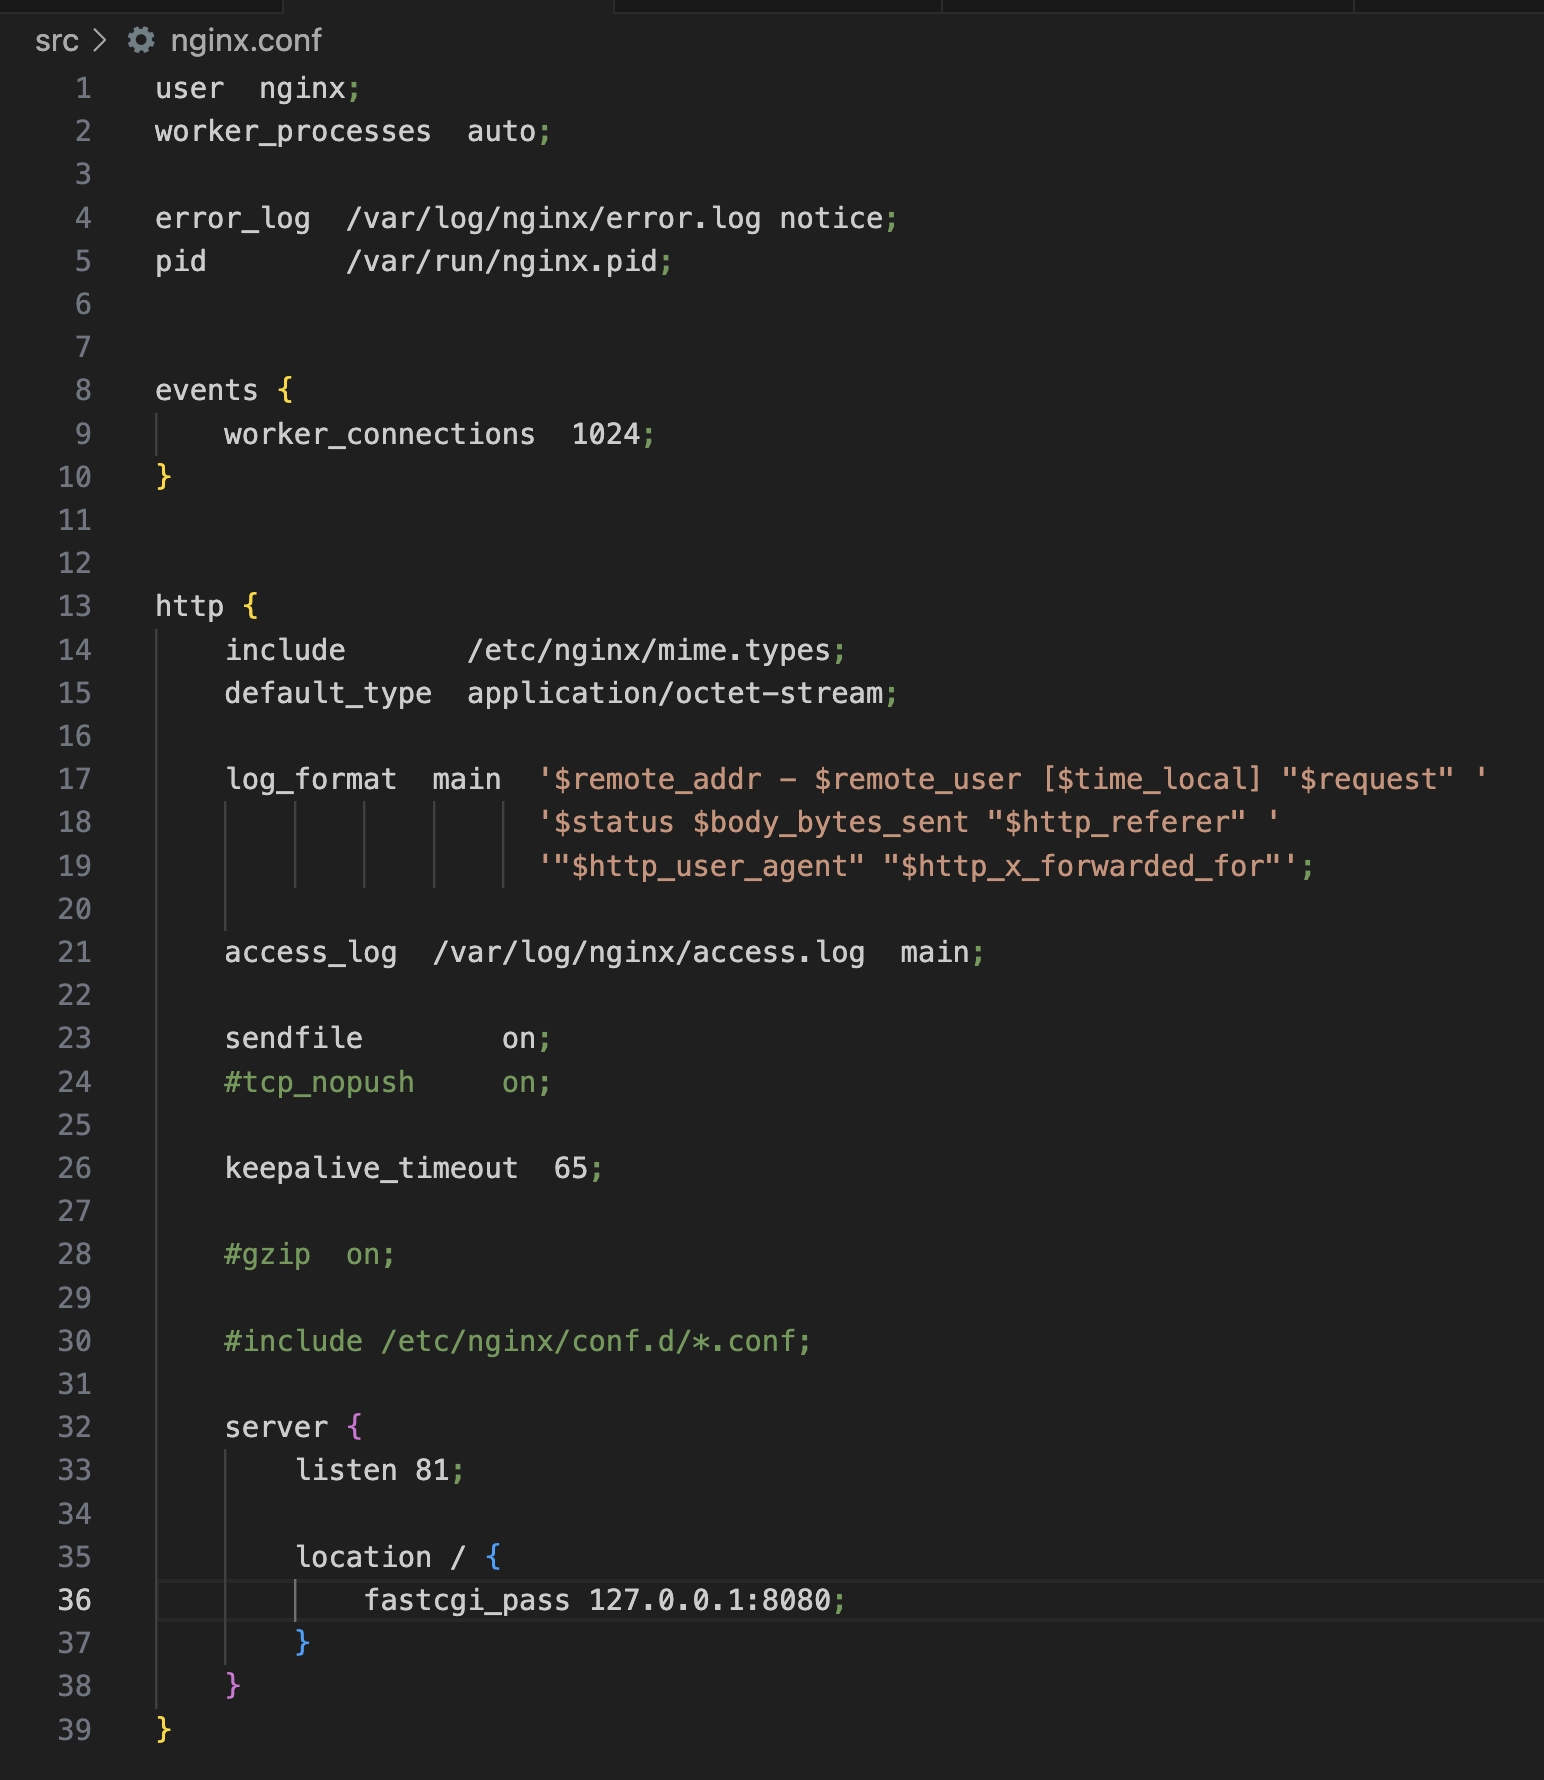 src > nginx.conf
1 user  nginx;
2 worker_processes  auto;
3
4 error_log  /var/log/nginx/error.log notice;
5 pid        /var/run/nginx.pid;
6
7
8 events {
9     worker_connections  1024;
10 }
11
12
13 http {
14     include       /etc/nginx/mime.types;
15     default_type  application/octet-stream;
16
17     log_format  main  '$remote_addr - $remote_user [$time_local] "$request" '
18                       '$status $body_bytes_sent "$http_referer" '
19                       '"$http_user_agent" "$http_x_forwarded_for"';
20
21     access_log  /var/log/nginx/access.log  main;
22
23     sendfile        on;
24     #tcp_nopush     on;
25
26     keepalive_timeout  65;
27
28     #gzip  on;
29
30     #include /etc/nginx/conf.d/*.conf;
31
32     server {
33         listen 81;
34
35         location / {
36             fastcgi_pass 127.0.0.1:8080;
37         }
38     }
39 }